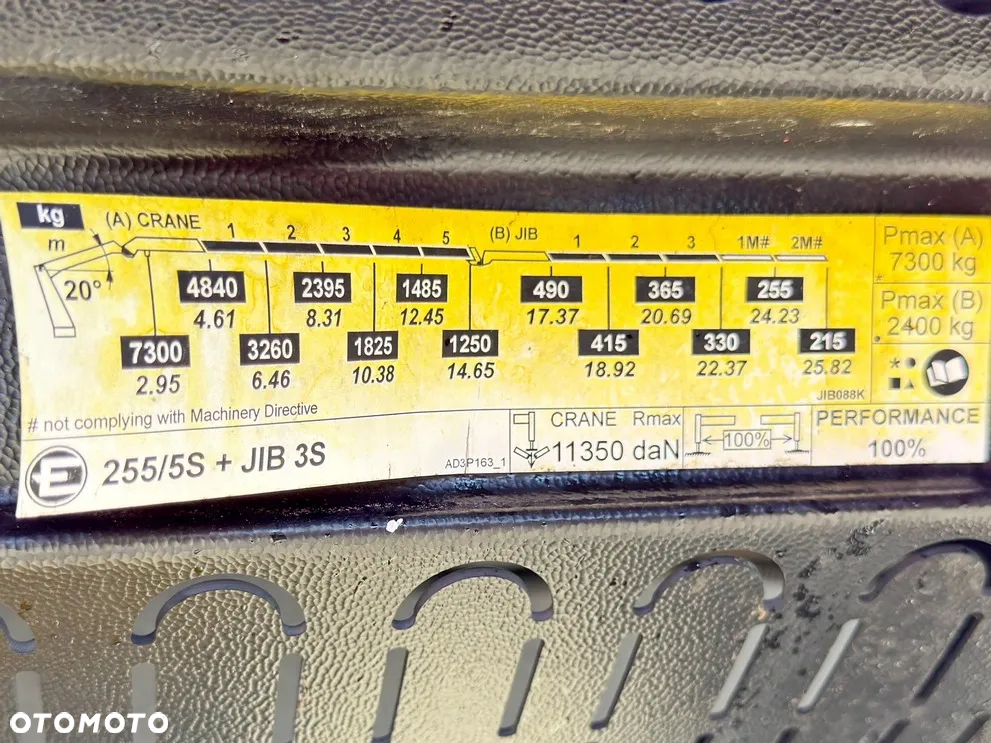 kg (A) CRANE 1 2 3 4 5 (B) JIB 1 2 3 1M# 2M#
m
20°
4840 2395 1485 490 365 255
4.61 8.31 12.45 17.37 20.69 24.23
7300 3260 1825 1250 415 330 215
2.95 6.46 10.38 14.65 18.92 22.37 25.82
JIB088K
# not complying with Machinery Directive
Pmax (A)
7300 kg
Pmax (B)
2400 kg
E 255/5S + JIB 3S
AD3P163_1
CRANE Rmax
11350 daN
100%
PERFORMANCE
100%
OTOMOTO